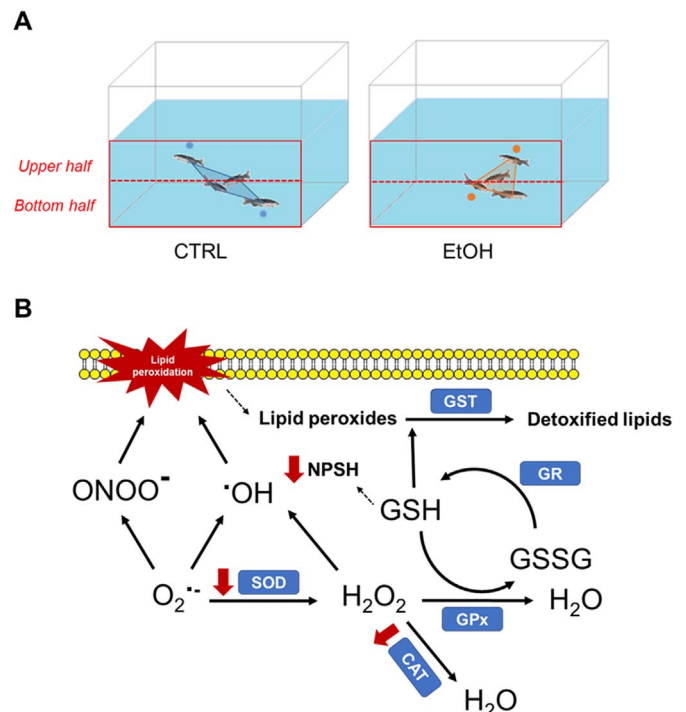 A
Upper half
Bottom half
CTRL
EtOH
B
Lipid
peroxidation
Lipid peroxides
GST
Detoxified lipids
ONOO⁻
·OH
NPSH
GSH
GR
GSSG
O₂·⁻
SOD
H₂O₂
GPx
H₂O
CAT
H₂O